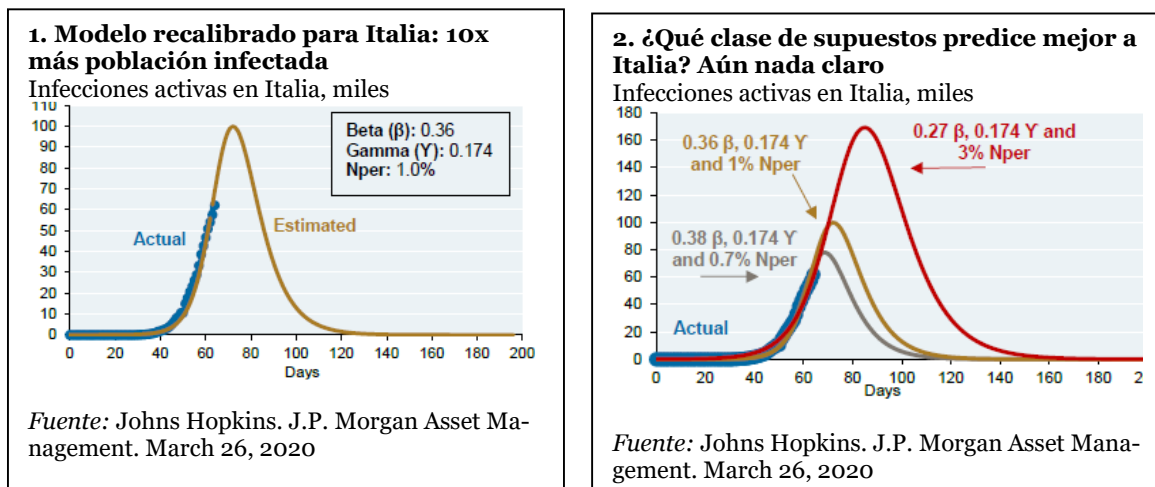 1. Modelo recalibrado para Italia: 10x
más población infectada
Infecciones activas en Italia, miles
110
100
90
80
70
60
50
40
30
20
10
0
Beta (β): 0.36
Gamma (ϒ): 0.174
Nper: 1.0%
Actual
Estimated
0 20 40 60 80 100 120 140 160 180 200
Days
Fuente: Johns Hopkins. J.P. Morgan Asset Ma-
nagement. March 26, 2020
2. ¿Qué clase de supuestos predice mejor a
Italia? Aún nada claro
Infecciones activas en Italia, miles
180
160
140
120
100
80
60
40
20
0
0.36 β, 0.174 ϒ
and 1% Nper
0.27 β, 0.174 ϒ and
3% Nper
0.38 β, 0.174 ϒ
and 0.7% Nper
Actual
0 20 40 60 80 100 120 140 160 180 2
Days
Fuente: Johns Hopkins. J.P. Morgan Asset Mana-
gement. March 26, 2020